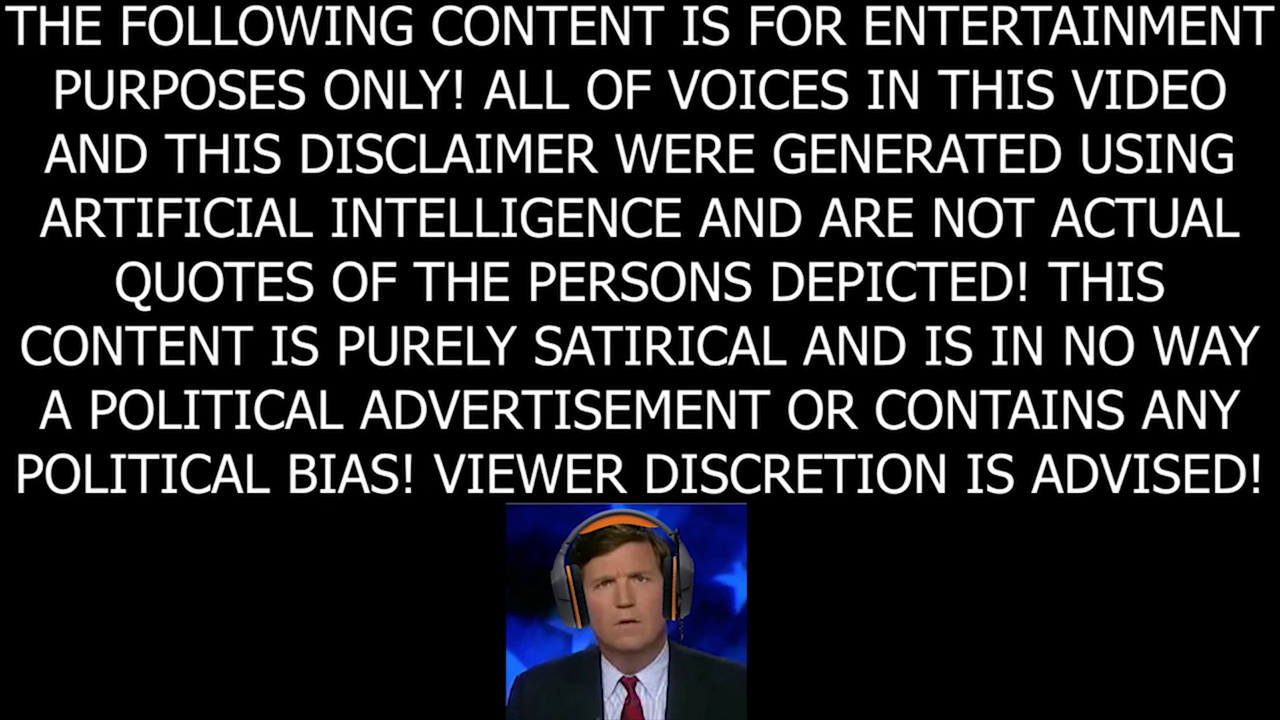 THE FOLLOWING CONTENT IS FOR ENTERTAINMENT
PURPOSES ONLY! ALL OF VOICES IN THIS VIDEO
AND THIS DISCLAIMER WERE GENERATED USING
ARTIFICIAL INTELLIGENCE AND ARE NOT ACTUAL
QUOTES OF THE PERSONS DEPICTED! THIS
CONTENT IS PURELY SATIRICAL AND IS IN NO WAY
A POLITICAL ADVERTISEMENT OR CONTAINS ANY
POLITICAL BIAS! VIEWER DISCRETION IS ADVISED!